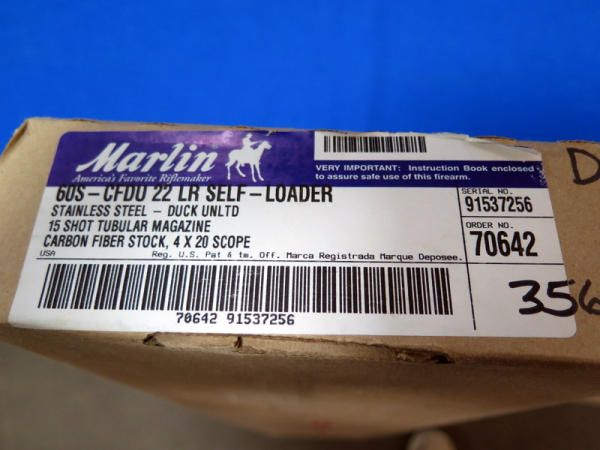 Marlin
America's Favorite Riflemaker
VERY IMPORTANT: Instruction Book enclosed
to assure safe use of this firearm.
60S-CFDU 22 LR SELF-LOADER
STAINLESS STEEL - DUCK UNLTD
15 SHOT TUBULAR MAGAZINE
CARBON FIBER STOCK, 4 X 20 SCOPE
USA Reg. U.S. Pat & tm. Off. Marca Registrada Marque Deposee.
SERIAL NO.
91537256
ORDER NO.
70642
70642 91537256
D
356